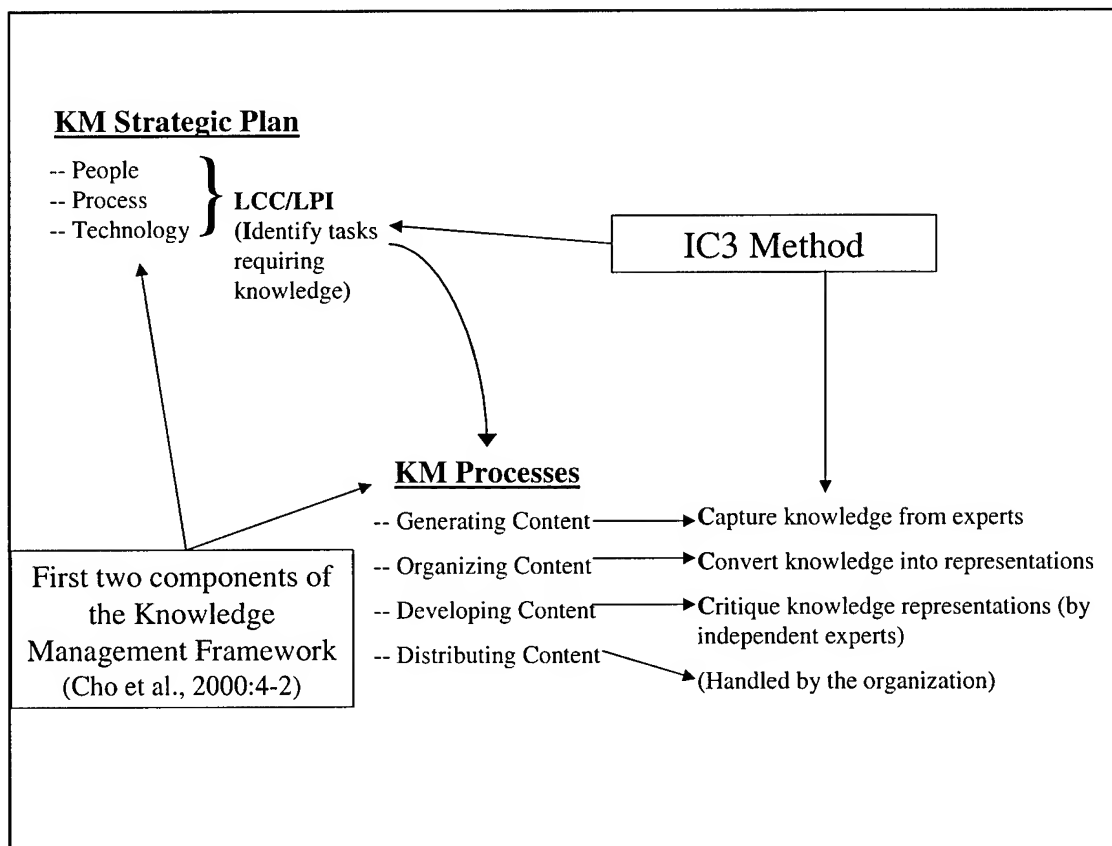 KM Strategic Plan
-- People
-- Process
-- Technology
LCC/LPI
(Identify tasks
requiring
knowledge)
IC3 Method
KM Processes
-- Generating Content
Capture knowledge from experts
-- Organizing Content
Convert knowledge into representations
-- Developing Content
Critique knowledge representations (by
independent experts)
-- Distributing Content
(Handled by the organization)
First two components of
the Knowledge
Management Framework
(Cho et al., 2000:4-2)